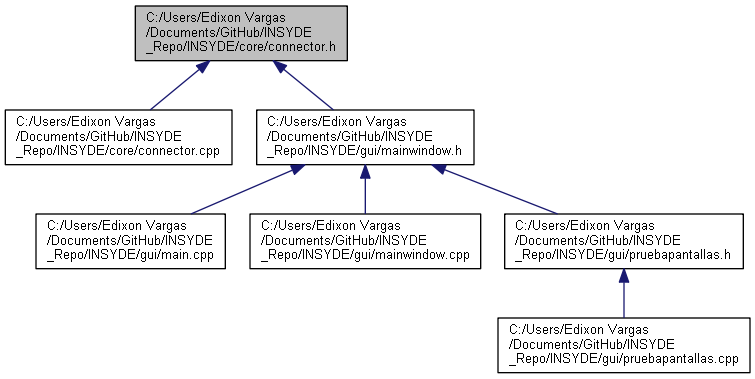 C:/Users/Edixon Vargas
/Documents/GitHub/INSYDE
_Repo/INSYDE/core/connector.h
C:/Users/Edixon Vargas
/Documents/GitHub/INSYDE
_Repo/INSYDE/core/connector.cpp
C:/Users/Edixon Vargas
/Documents/GitHub/INSYDE
_Repo/INSYDE/gui/mainwindow.h
C:/Users/Edixon Vargas
/Documents/GitHub/INSYDE
_Repo/INSYDE/gui/main.cpp
C:/Users/Edixon Vargas
/Documents/GitHub/INSYDE
_Repo/INSYDE/gui/mainwindow.cpp
C:/Users/Edixon Vargas
/Documents/GitHub/INSYDE
_Repo/INSYDE/gui/pruebapantallas.h
C:/Users/Edixon Vargas
/Documents/GitHub/INSYDE
_Repo/INSYDE/gui/pruebapantallas.cpp